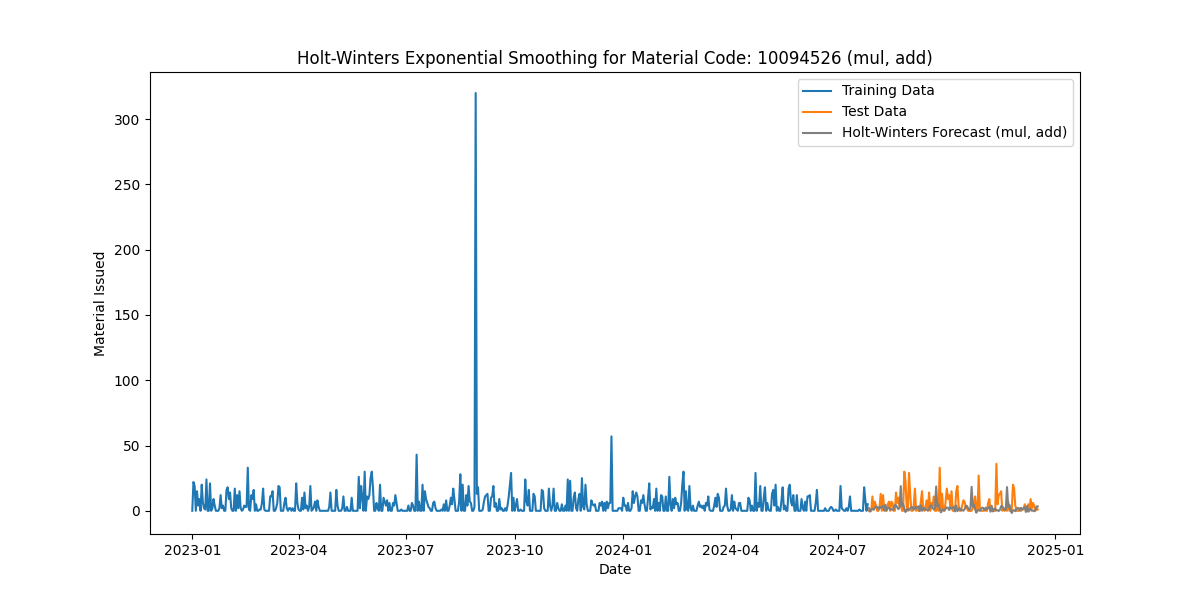 Holt-Winters Exponential Smoothing for Material Code: 10094526 (mul, add)
Training Data
Test Data
Holt-Winters Forecast (mul, add)
Material Issued
300
250
200
150
100
50
0
2023-01 2023-04 2023-07 2023-10 2024-01 2024-04 2024-07 2024-10 2025-01
Date